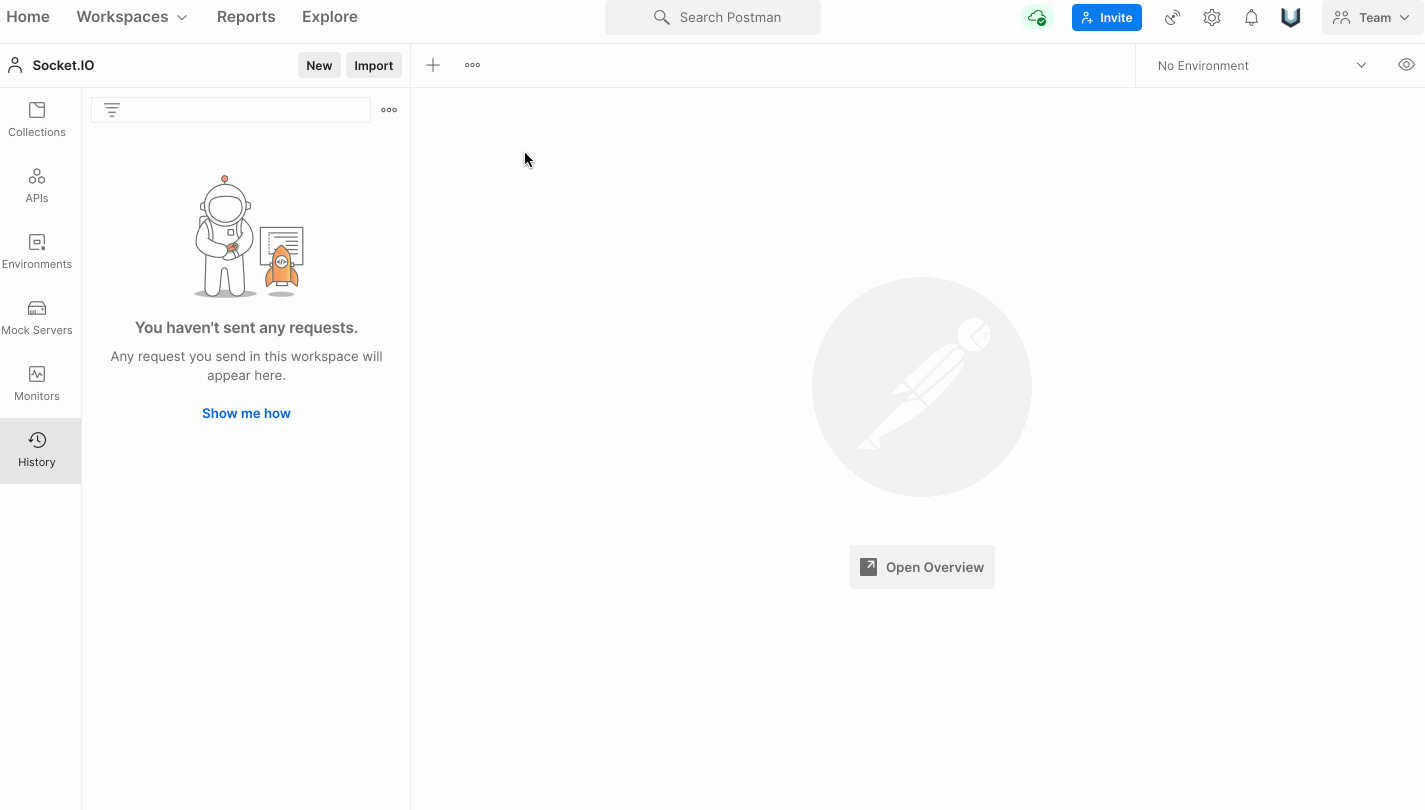 Home Workspaces Reports Explore Search Postman Invite Team
Socket.IO New Import No Environment
Collections
APIs
Environments
Mock Servers
Monitors
History
You haven't sent any requests.
Any request you send in this workspace will
appear here.
Show me how
Open Overview